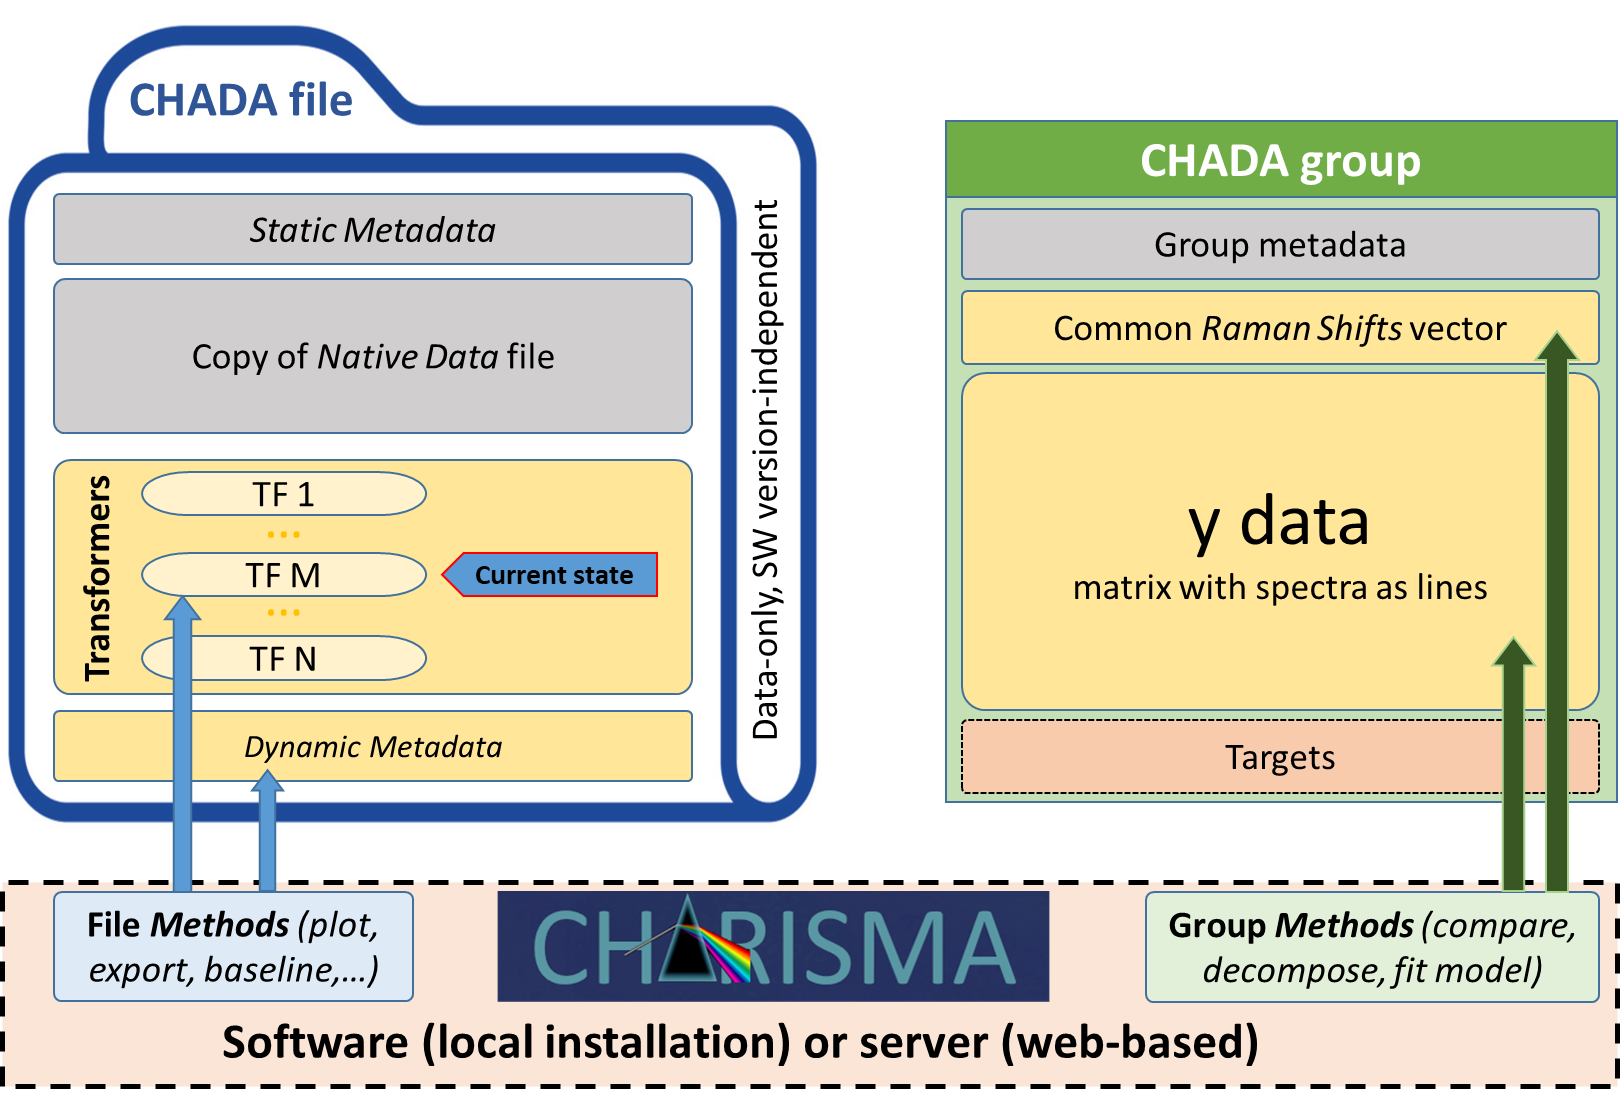 CHADA file
Static Metadata
Copy of Native Data file
Transformers
TF 1
...
TF M
...
TF N
Current state
Dynamic Metadata
Data-only, SW version-independent
CHADA group
Group metadata
Common Raman Shifts vector
y data
matrix with spectra as lines
Targets
File Methods (plot,
export, baseline,...)
CHARISMA
Group Methods (compare,
decompose, fit model)
Software (local installation) or server (web-based)